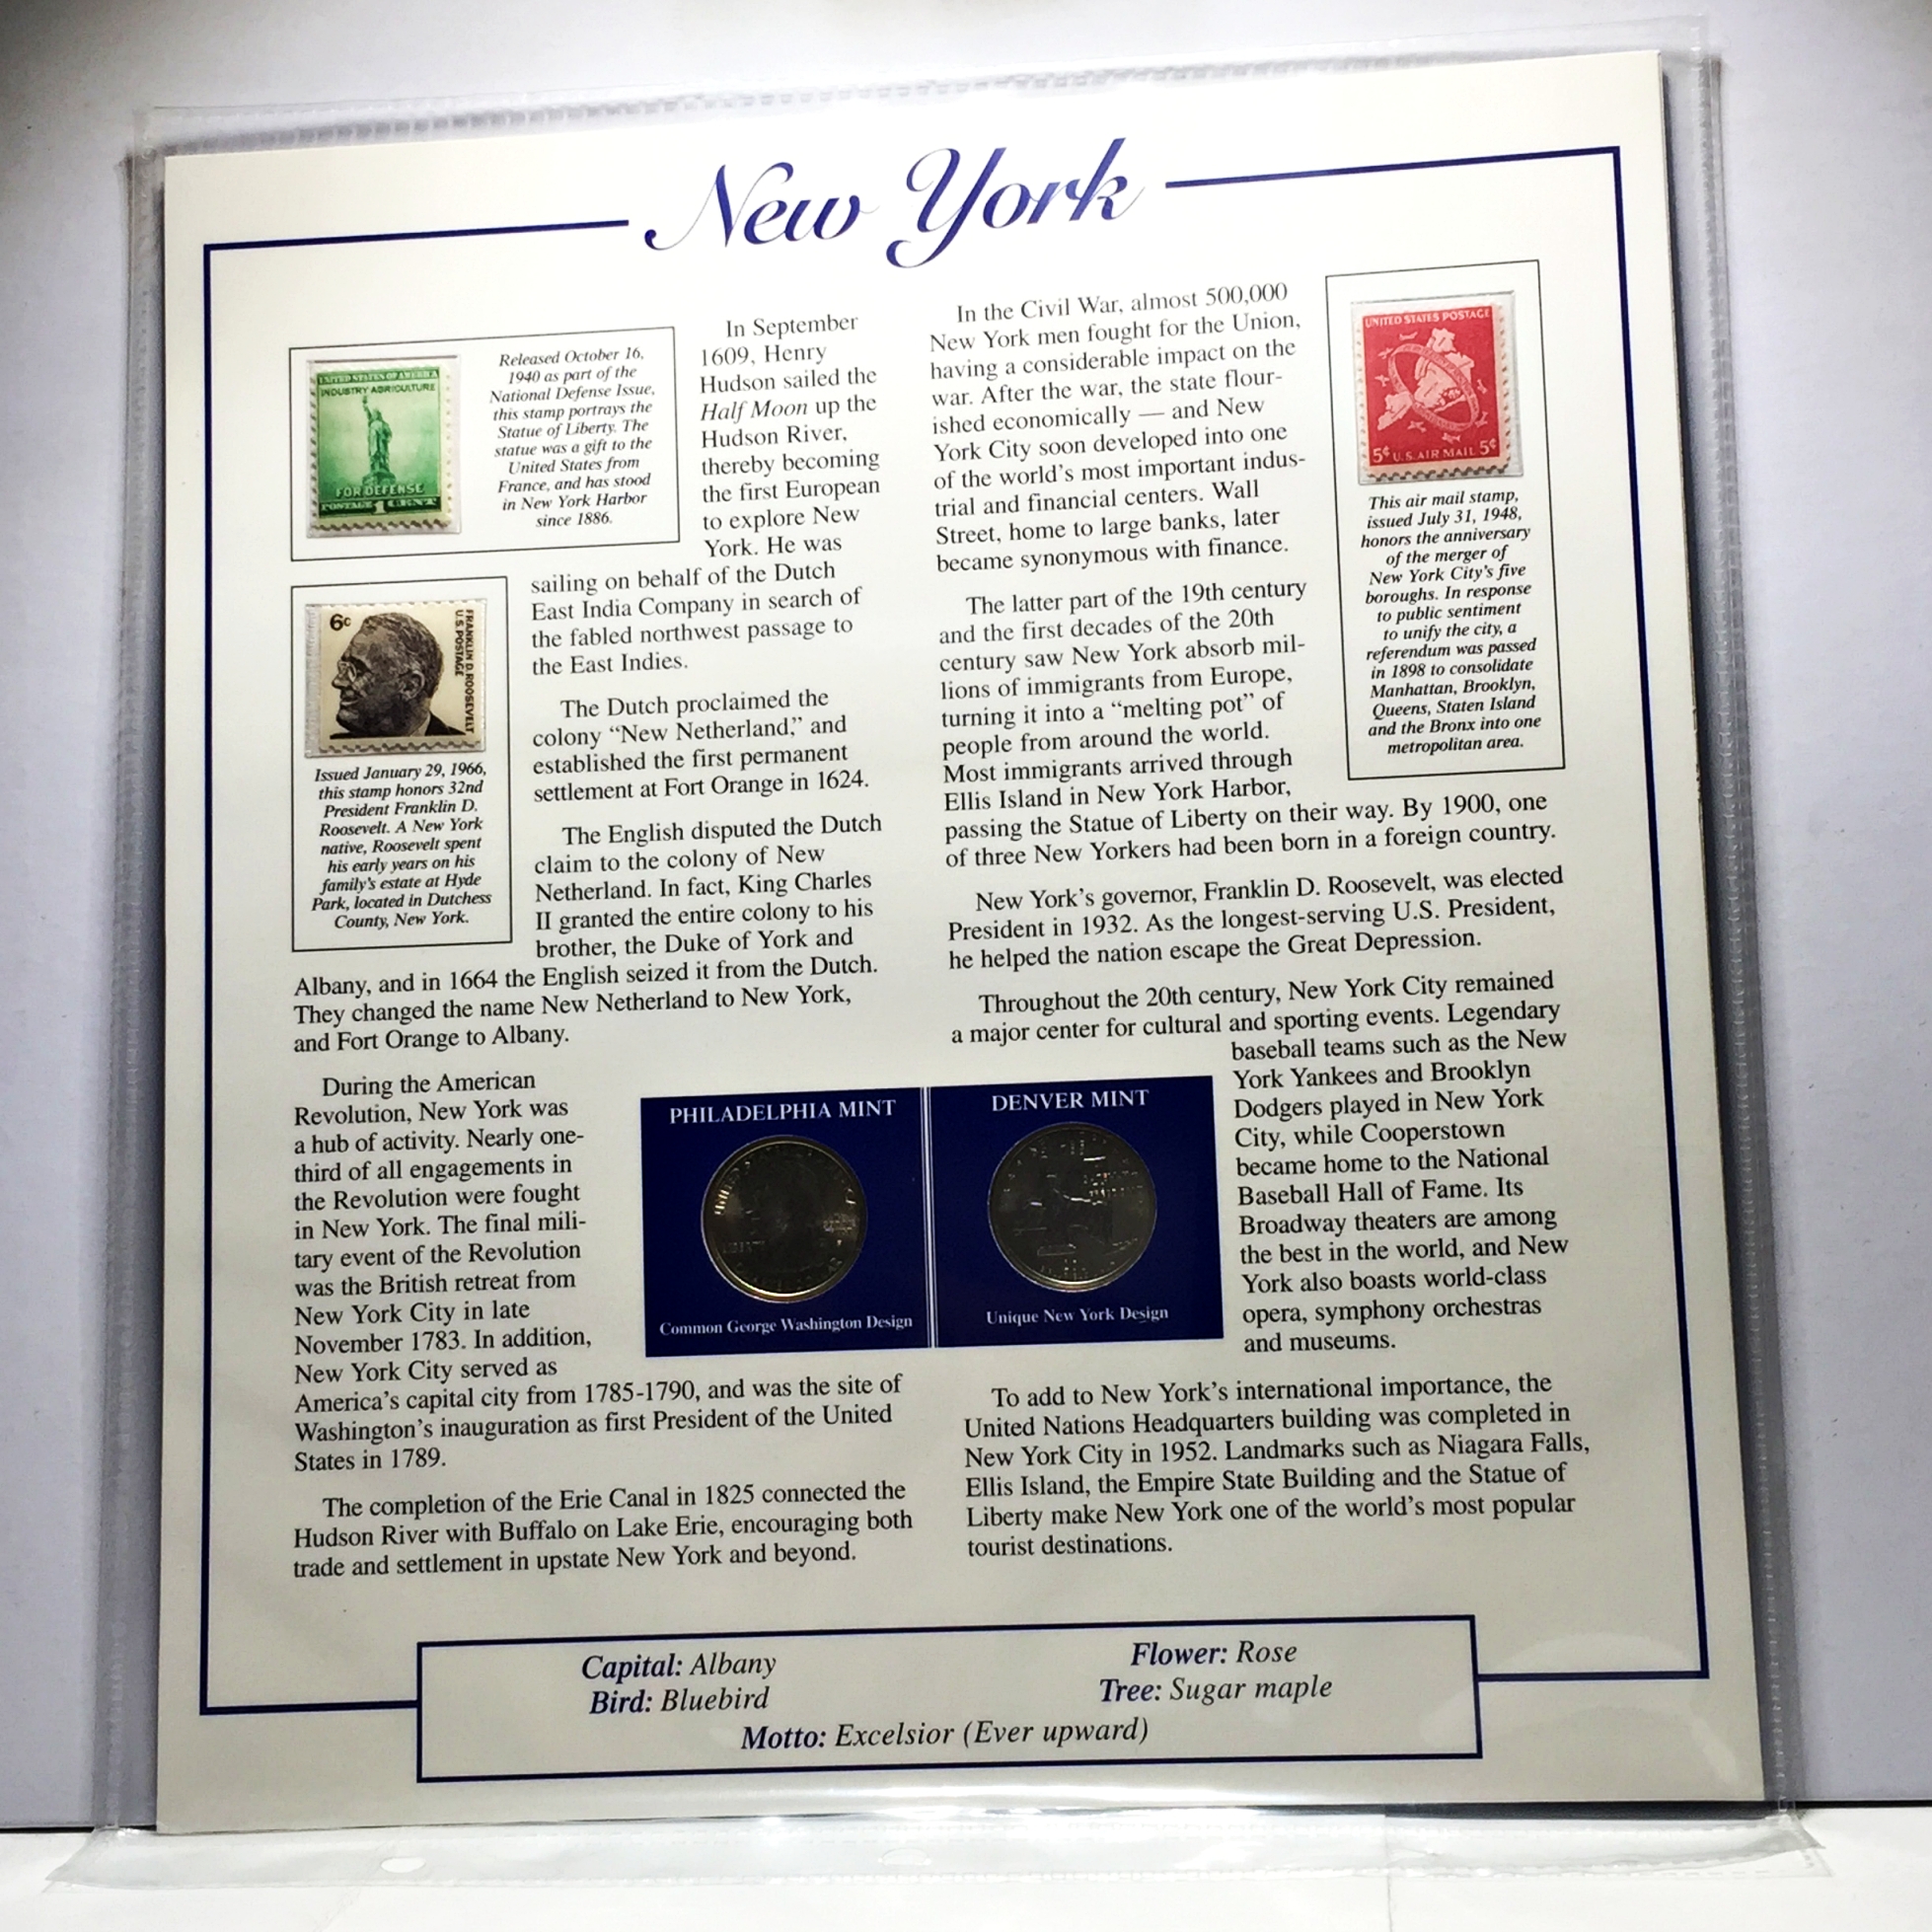 New York
UNITED STATES OF AMERICA
INDUSTRY AGRICULTURE
FOR DEFENSE
POSTAGE 1 CENT
Released October 16,
1940 as part of the
National Defense Issue,
this stamp portrays the
Statue of Liberty. The
statue was a gift to the
United States from
France, and has stood
in New York Harbor
since 1886.
6c
FRANKLIN D. ROOSEVELT
U.S. POSTAGE
Issued January 29, 1966,
this stamp honors 32nd
President Franklin D.
Roosevelt. A New York
native, Roosevelt spent
his early years on his
family's estate at Hyde
Park, located in Dutchess
County, New York.
In September
1609, Henry
Hudson sailed the
Half Moon up the
Hudson River,
thereby becoming
the first European
to explore New
York. He was
sailing on behalf of the Dutch
East India Company in search of
the fabled northwest passage to
the East Indies.
The Dutch proclaimed the
colony “New Netherland,” and
established the first permanent
settlement at Fort Orange in 1624.
The English disputed the Dutch
claim to the colony of New
Netherland. In fact, King Charles
II granted the entire colony to his
brother, the Duke of York and
Albany, and in 1664 the English seized it from the Dutch.
They changed the name New Netherland to New York,
and Fort Orange to Albany.
During the American
Revolution, New York was
a hub of activity. Nearly one-
third of all engagements in
the Revolution were fought
in New York. The final mili-
tary event of the Revolution
was the British retreat from
New York City in late
November 1783. In addition,
New York City served as
America's capital city from 1785-1790, and was the site of
Washington's inauguration as first President of the United
States in 1789.
The completion of the Erie Canal in 1825 connected the
Hudson River with Buffalo on Lake Erie, encouraging both
trade and settlement in upstate New York and beyond.
PHILADELPHIA MINT
LIBERTY
Common George Washington Design
DENVER MINT
Unique New York Design
In the Civil War, almost 500,000
New York men fought for the Union,
having a considerable impact on the
war. After the war, the state flour-
ished economically — and New
York City soon developed into one
of the world's most important indus-
trial and financial centers. Wall
Street, home to large banks, later
became synonymous with finance.
The latter part of the 19th century
and the first decades of the 20th
century saw New York absorb mil-
lions of immigrants from Europe,
turning it into a “melting pot” of
people from around the world.
Most immigrants arrived through
Ellis Island in New York Harbor,
passing the Statue of Liberty on their way. By 1900, one
of three New Yorkers had been born in a foreign country.
New York's governor, Franklin D. Roosevelt, was elected
President in 1932. As the longest-serving U.S. President,
he helped the nation escape the Great Depression.
Throughout the 20th century, New York City remained
a major center for cultural and sporting events. Legendary
baseball teams such as the New
York Yankees and Brooklyn
Dodgers played in New York
City, while Cooperstown
became home to the National
Baseball Hall of Fame. Its
Broadway theaters are among
the best in the world, and New
York also boasts world-class
opera, symphony orchestras
and museums.
To add to New York's international importance, the
United Nations Headquarters building was completed in
New York City in 1952. Landmarks such as Niagara Falls,
Ellis Island, the Empire State Building and the Statue of
Liberty make New York one of the world's most popular
tourist destinations.
UNITED STATES POSTAGE
5¢ U.S. AIR MAIL 5¢
This air mail stamp,
issued July 31, 1948,
honors the anniversary
of the merger of
New York City's five
boroughs. In response
to public sentiment
to unify the city, a
referendum was passed
in 1898 to consolidate
Manhattan, Brooklyn,
Queens, Staten Island
and the Bronx into one
metropolitan area.
Capital: Albany
Bird: Bluebird
Flower: Rose
Tree: Sugar maple
Motto: Excelsior (Ever upward)